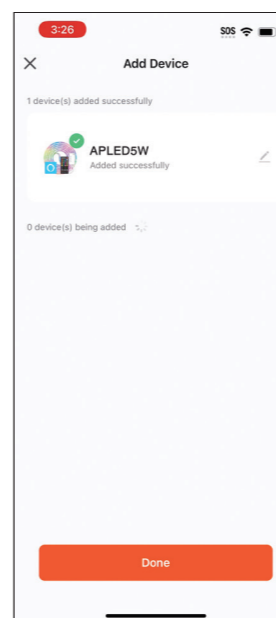 3:26
SOS
Add Device
1 device(s) added successfully
APLED5W
Added successfully
0 device(s) being added
Done